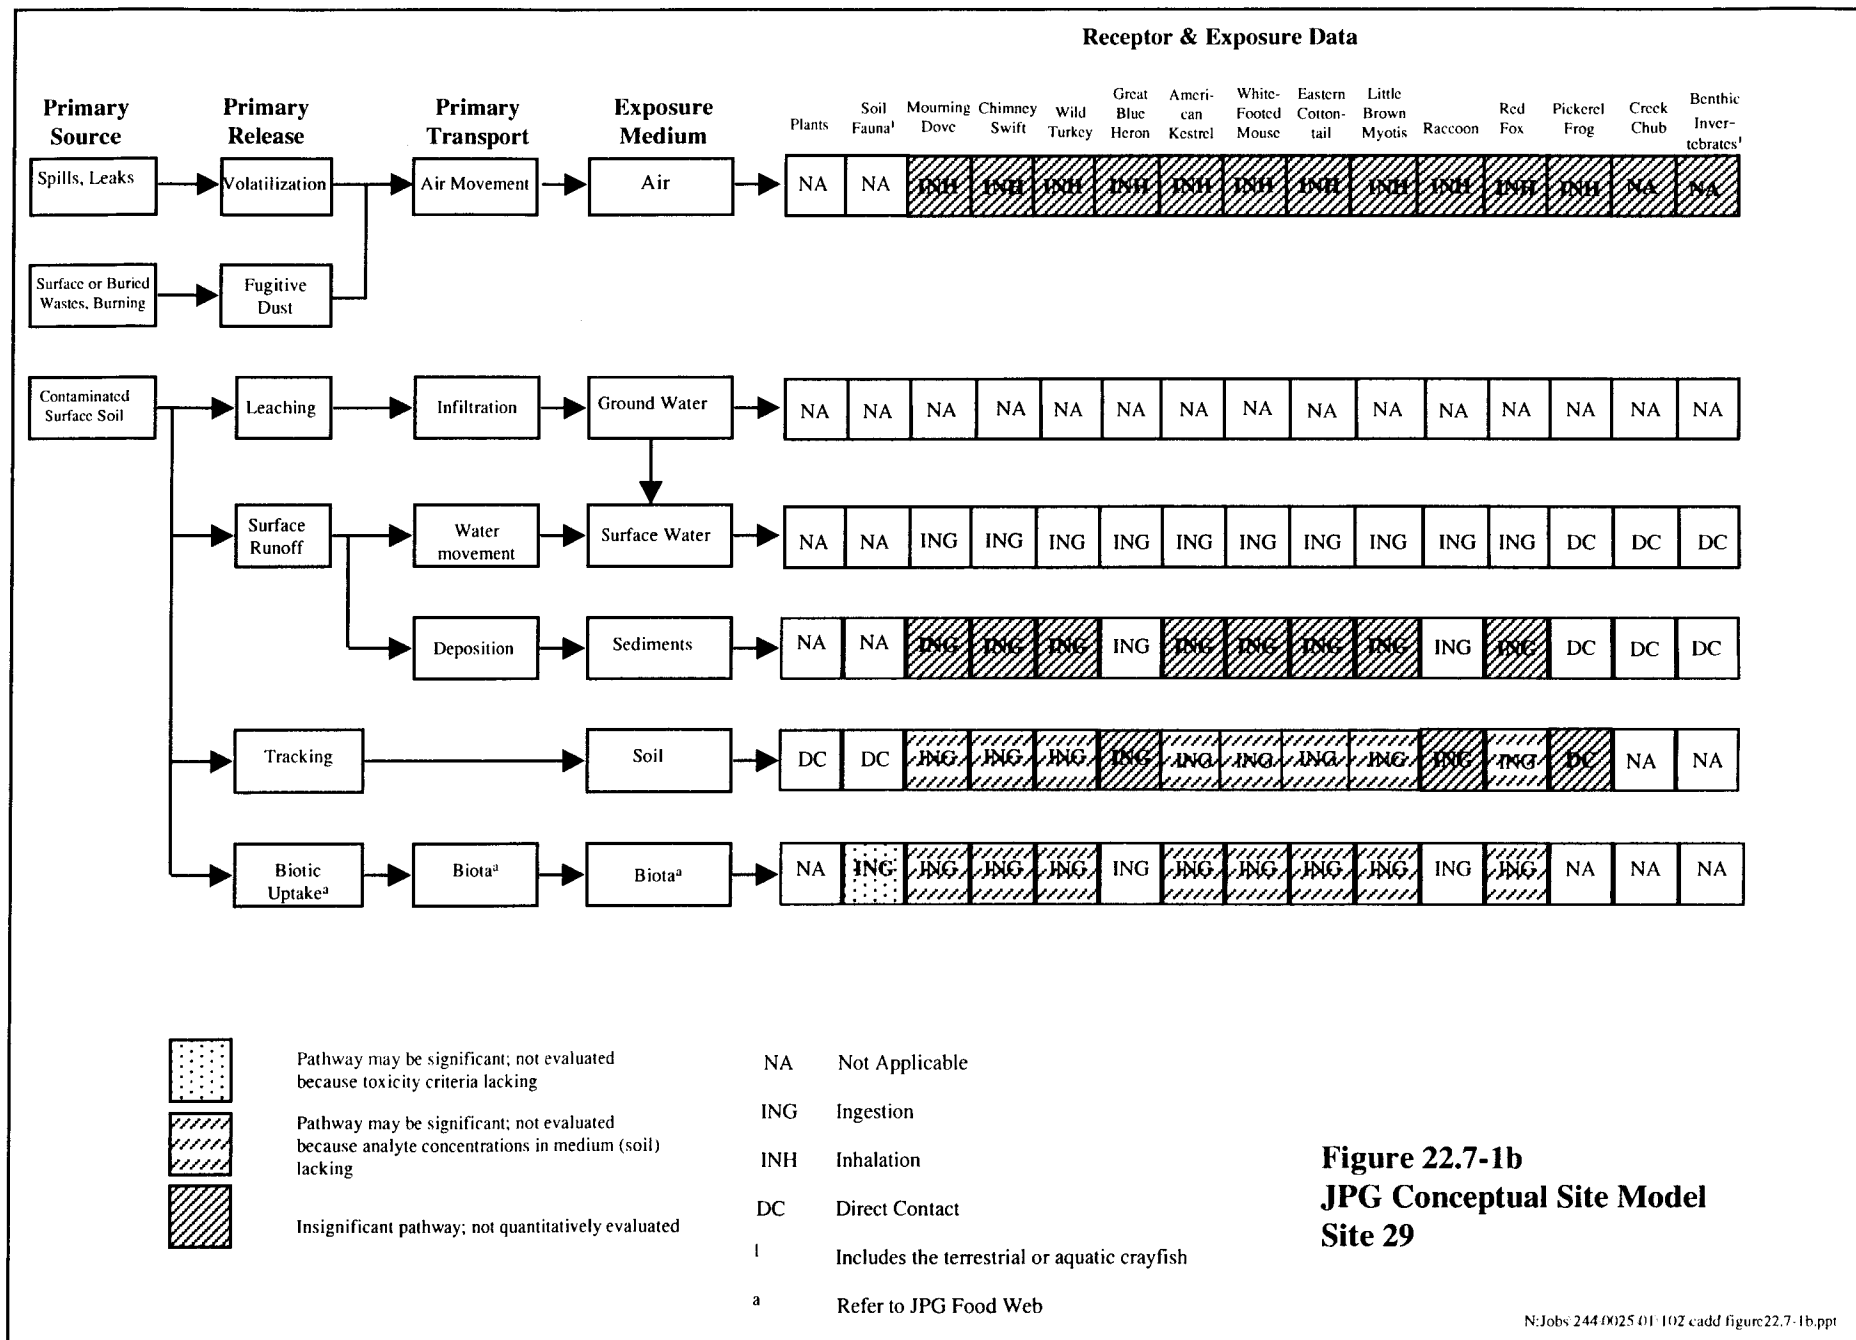 Receptor & Exposure Data
Primary
Source
Primary
Release
Primary
Transport
Exposure
Medium
Plants
Soil
Fauna¹
Mourning
Dove
Chimney
Swift
Wild
Turkey
Great
Blue
Heron
Ameri-
can
Kestrel
White-
Footed
Mouse
Eastern
Cotton-
tail
Little
Brown
Myotis
Raccoon
Red
Fox
Pickerel
Frog
Creek
Chub
Benthic
Inver-
tebrates¹
Spills, Leaks
Volatilization
Air Movement
Air
NA NA INH INH INH INH INH INH INH INH INH INH INH NA NA
Surface or Buried
Wastes, Burning
Fugitive
Dust
Contaminated
Surface Soil
Leaching
Infiltration
Ground Water
NA NA NA NA NA NA NA NA NA NA NA NA NA NA NA
Surface
Runoff
Water
movement
Surface Water
NA NA ING ING ING ING ING ING ING ING ING ING DC DC DC
Deposition
Sediments
NA NA ING ING ING ING ING ING ING ING ING ING DC DC DC
Tracking
Soil
DC DC ING ING ING ING ING ING ING ING ING ING DC NA NA
Biotic
Uptakeᵃ
Biotaᵃ
Biotaᵃ
NA ING ING ING ING ING ING ING ING ING ING ING NA NA NA
Pathway may be significant; not evaluated
because toxicity criteria lacking
Pathway may be significant; not evaluated
because analyte concentrations in medium (soil)
lacking
Insignificant pathway; not quantitatively evaluated
NA Not Applicable
ING Ingestion
INH Inhalation
DC Direct Contact
1 Includes the terrestrial or aquatic crayfish
a Refer to JPG Food Web
Figure 22.7-1b
JPG Conceptual Site Model
Site 29
N:Jobs 244 0025 01 102 cadd figure22.7-1b.ppt